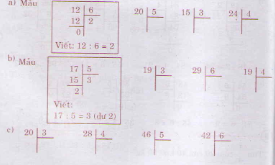 a) Mẫu
12 6 20 5 15 3 24 4
12 2
0
Viết: 12 : 6 = 2
b) Mẫu
17 5 19 3 29 6 19 4
15 3
2
Viết:
17 : 5 = 3 (dư 2)
c) 20 3 28 4 46 5 42 6